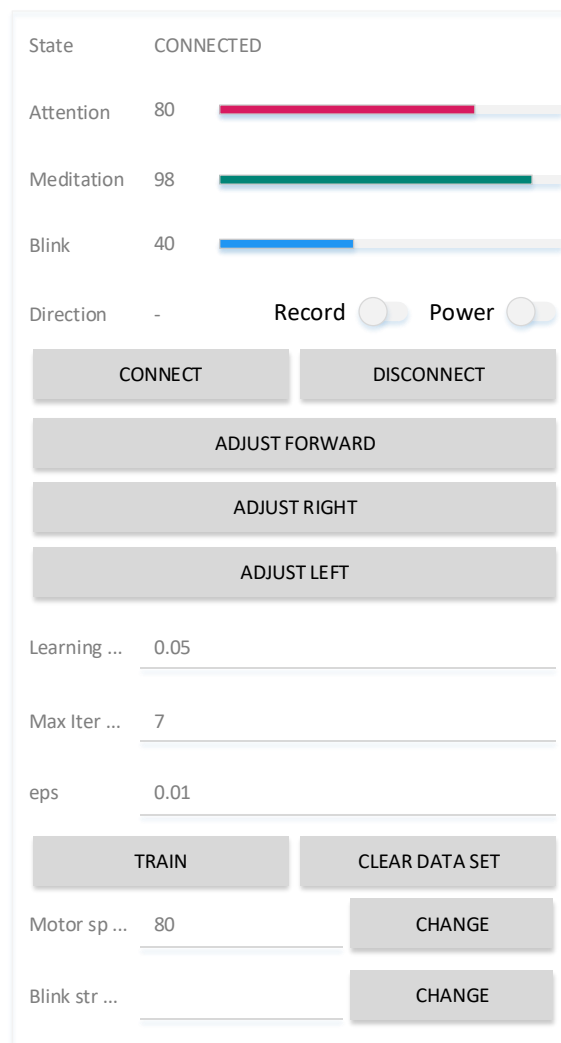 State CONNECTED
Attention 80
Meditation 98
Blink 40
Direction - Record Power
CONNECT DISCONNECT
ADJUST FORWARD
ADJUST RIGHT
ADJUST LEFT
Learning ... 0.05
Max Iter ... 7
eps 0.01
TRAIN CLEAR DATA SET
Motor sp ... 80 CHANGE
Blink str ... CHANGE